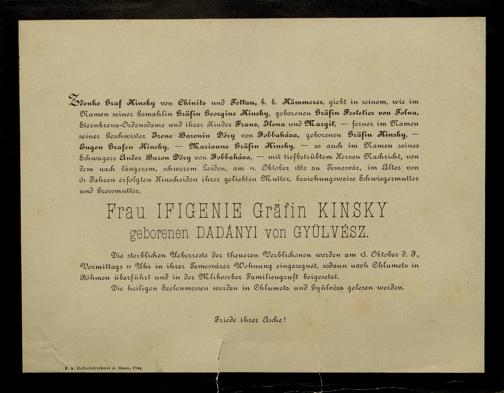 Zdenko Graf Kinsky von Chinitz und Tettau, k. k. Kämmerer, giebt in seinem, wie im
Namen seiner Gemahlin Gräfin Georgine Kinsky, geborenen Gräfin Festetics von Tolna,
Sternkreuz-Ordensdame und ihrer Kinder Franz, Ilona und Margit, — ferner im Namen
seiner Geschwister Irene Baronin Dőry von Jobbaháza, geborenen Gräfin Kinsky, —
Eugen Grafen Kinsky, — Marianne Gräfin Kinsky, — so auch im Namen seines
Schwagers Andor Baron Dőry von Jobbaháza, — mit tiefbetrübtem Herzen Nachricht, von
dem nach längerem, schwerem Leiden, am 11. Oktober 1882 zu Temesvár, im Alter von
61 Jahren erfolgten Hinscheiden ihrer geliebten Mutter, beziehungsweise Schwiegermutter
und Grossmutter,
Frau IFIGENIE Gräfin KINSKY
geborenen DADÁNYI von GYÜLVÉSZ.
Die sterblichen Ueberreste der theueren Verblichenen werden am 13. Oktober d. J.,
Vormittags 11 Uhr in ihrer Temesvárer Wohnung eingesegnet, sodann nach Chlumetz in
Böhmen überführt und in der Mlikosrber Familiengruft beigesetzt.
Die heiligen Seelenmessen werden in Chlumetz und Gyülvész gelesen werden.
Friede ihrer Asche!
K. k. Hofbuchdruckerei A. Haase, Prag.